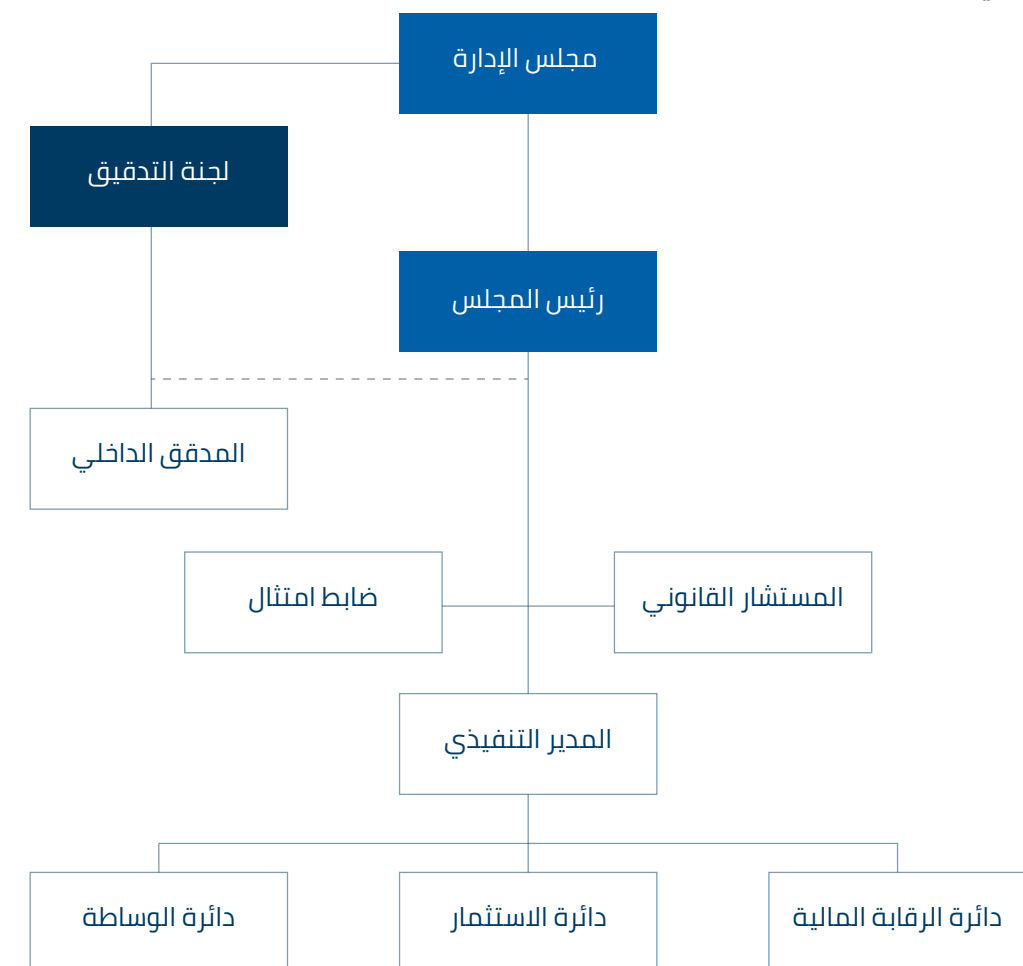 مجلس الإدارة
لجنة التدقيق
رئيس المجلس
المدقق الداخلي
المستشار القانوني
ضابط امتثال
المدير التنفيذي
دائرة الرقابة المالية
دائرة الاستثمار
دائرة الوساطة